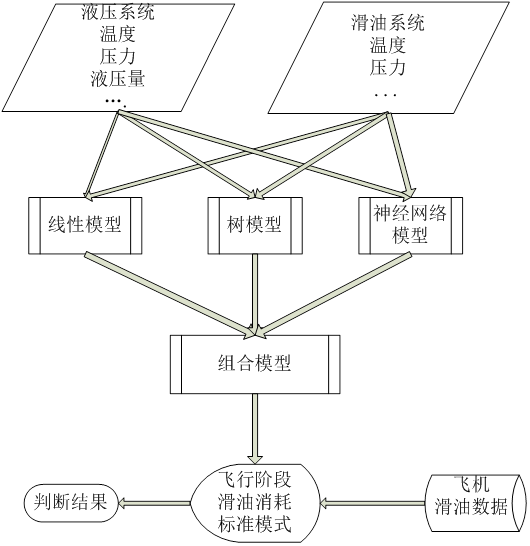 液压系统
温度
压力
液压量
....
滑油系统
温度
压力
...
线性模型
树模型
神经网络
模型
组合模型
飞行阶段
滑油消耗
标准模式
判断结果
飞机
滑油数据